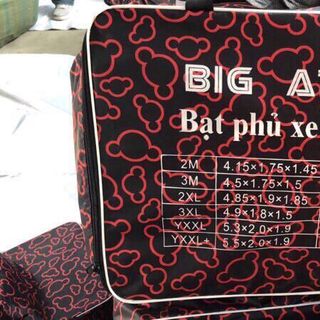 BIG A
Bạt phủ xe
2M 4.15×1.75×1.45
3M 4.5×1.75×1.5
2XL 4.85×1.9×1.85
3XL 4.9×1.8×1.5
YXXL 5.3×2.0×1.9
YXXL+ 5.5×2.0×1.9